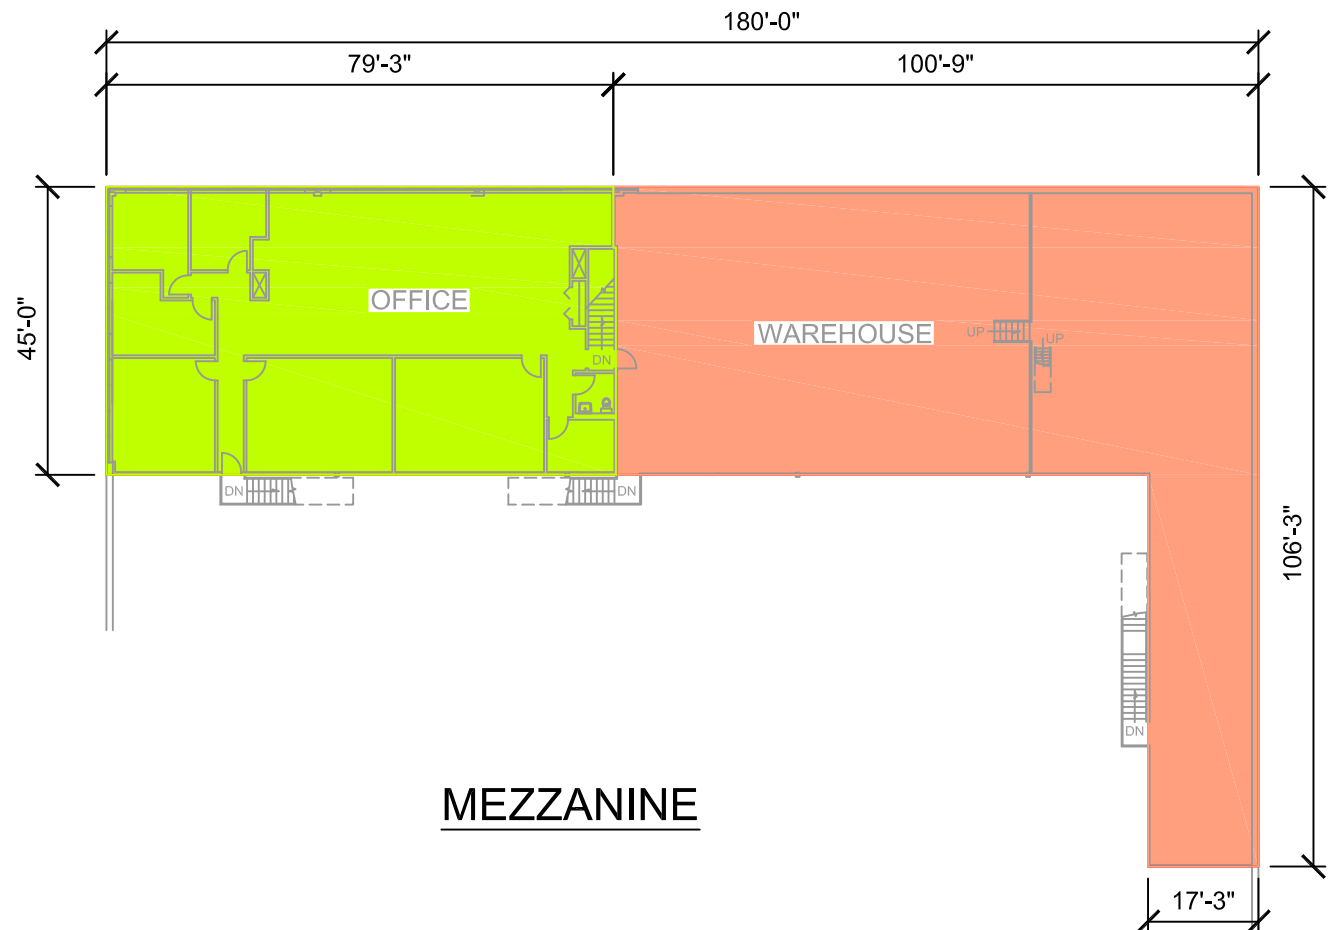 180'-0"
79'-3"
100'-9"
45'-0"
OFFICE
WAREHOUSE
UP
UP
DN
DN
DN
106'-3"
DN
MEZZANINE
17'-3"